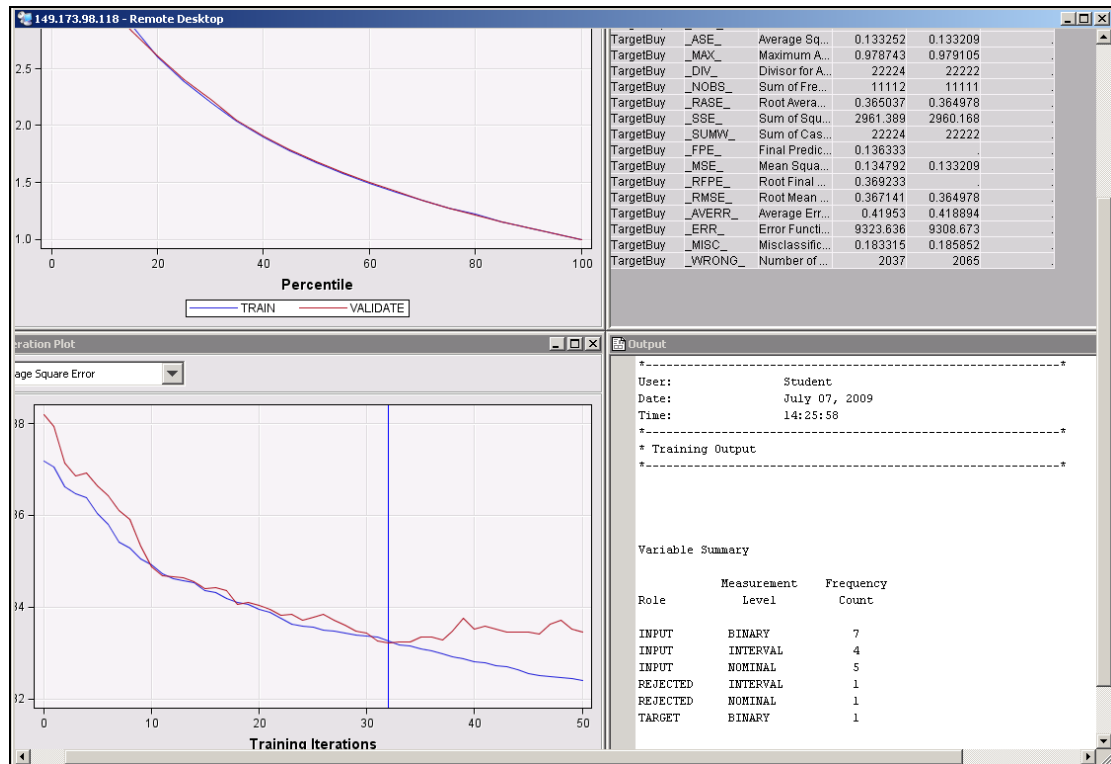 149.173.98.118 - Remote Desktop
2.5
2.0
1.5
1.0
0 20 40 60 80 100
Percentile
TRAIN VALIDATE
TargetBuy _ASE_ Average Sq... 0.133252 0.133209 .
TargetBuy _MAX_ Maximum A... 0.978743 0.979105 .
TargetBuy _DIV_ Divisor for A... 22224 22222 .
TargetBuy _NOBS_ Sum of Fre... 11112 11111 .
TargetBuy _RASE_ Root Avera... 0.365037 0.364978 .
TargetBuy _SSE_ Sum of Squ... 2961.389 2960.168 .
TargetBuy _SUMW_ Sum of Cas... 22224 22222 .
TargetBuy _FPE_ Final Predic... 0.136333 . .
TargetBuy _MSE_ Mean Squa... 0.134792 0.133209 .
TargetBuy _RFPE_ Root Final ... 0.369233 . .
TargetBuy _RMSE_ Root Mean ... 0.367141 0.364978 .
TargetBuy _AVERR_ Average Err... 0.41953 0.418894 .
TargetBuy _ERR_ Error Functi... 9323.636 9308.673 .
TargetBuy _MISC_ Misclassific... 0.183315 0.185852 .
TargetBuy _WRONG_ Number of ... 2037 2065 .
eration Plot
age Square Error
38
36
34
32
0 10 20 30 40 50
Training Iterations
Output
*------------------------------------------------------------*
User: Student
Date: July 07, 2009
Time: 14:25:58
*------------------------------------------------------------*
* Training Output
*------------------------------------------------------------*
Variable Summary
Measurement Frequency
Role Level Count
INPUT BINARY 7
INPUT INTERVAL 4
INPUT NOMINAL 5
REJECTED INTERVAL 1
REJECTED NOMINAL 1
TARGET BINARY 1